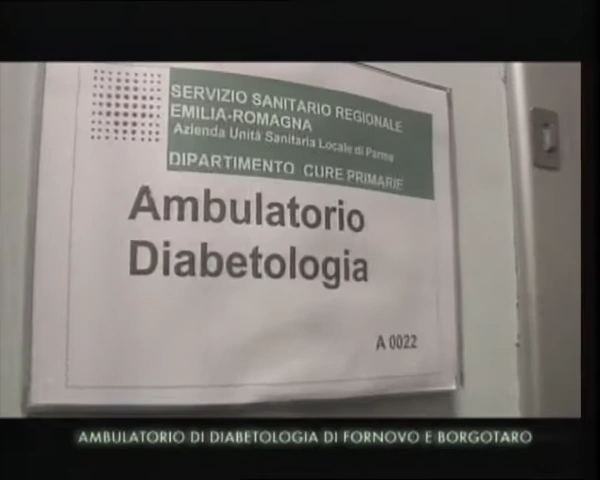 SERVIZIO SANITARIO REGIONALE
EMILIA-ROMAGNA
Azienda Unità Sanitaria Locale di Parma
DIPARTIMENTO CURE PRIMARIE
Ambulatorio
Diabetologia
A 0022
AMBULATORIO DI DIABETOLOGIA DI FORNOVO E BORGOTARO